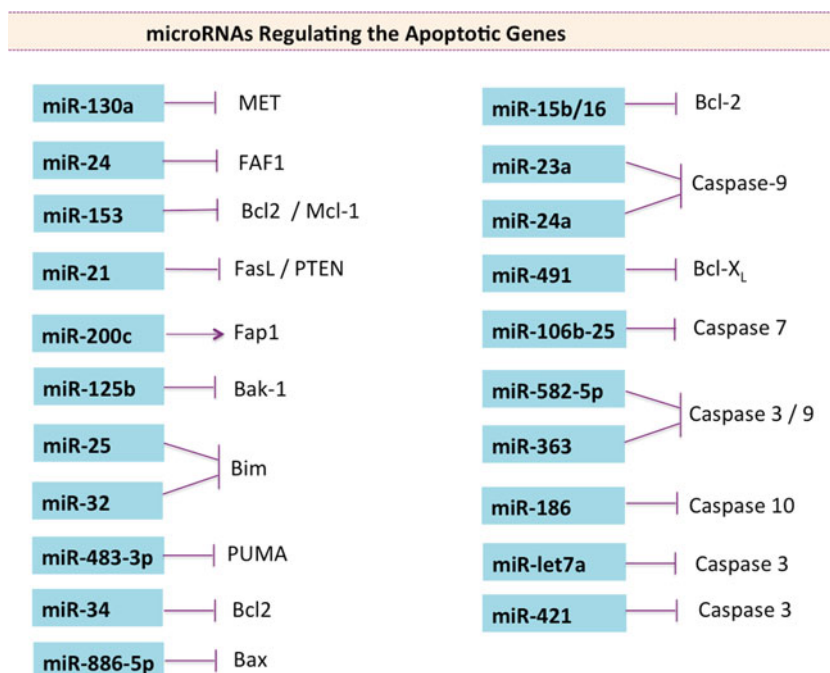 microRNAs Regulating the Apoptotic Genes
miR-130a MET
miR-24 FAF1
miR-153 Bcl2 / Mcl-1
miR-21 FasL / PTEN
miR-200c Fap1
miR-125b Bak-1
miR-25
Bim
miR-32
miR-483-3p PUMA
miR-34 Bcl2
miR-886-5p Bax
miR-15b/16 Bcl-2
miR-23a
Caspase-9
miR-24a
miR-491 Bcl-XL
miR-106b-25 Caspase 7
miR-582-5p
Caspase 3 / 9
miR-363
miR-186 Caspase 10
miR-let7a Caspase 3
miR-421 Caspase 3